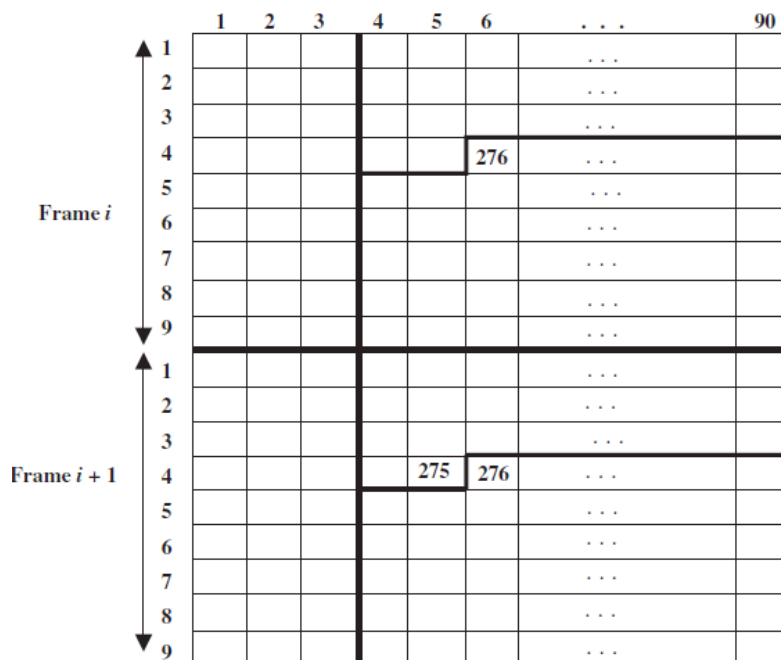 1 2 3 4 5 6 . . . 90
1 . . .
2 . . .
3 . . .
4 276 . . .
5 . . .
Frame i
6 . . .
7 . . .
8 . . .
9 . . .
1 . . .
2 . . .
3 . . .
Frame i + 1
4 275 276 . . .
5 . . .
6 . . .
7 . . .
8 . . .
9 . . .